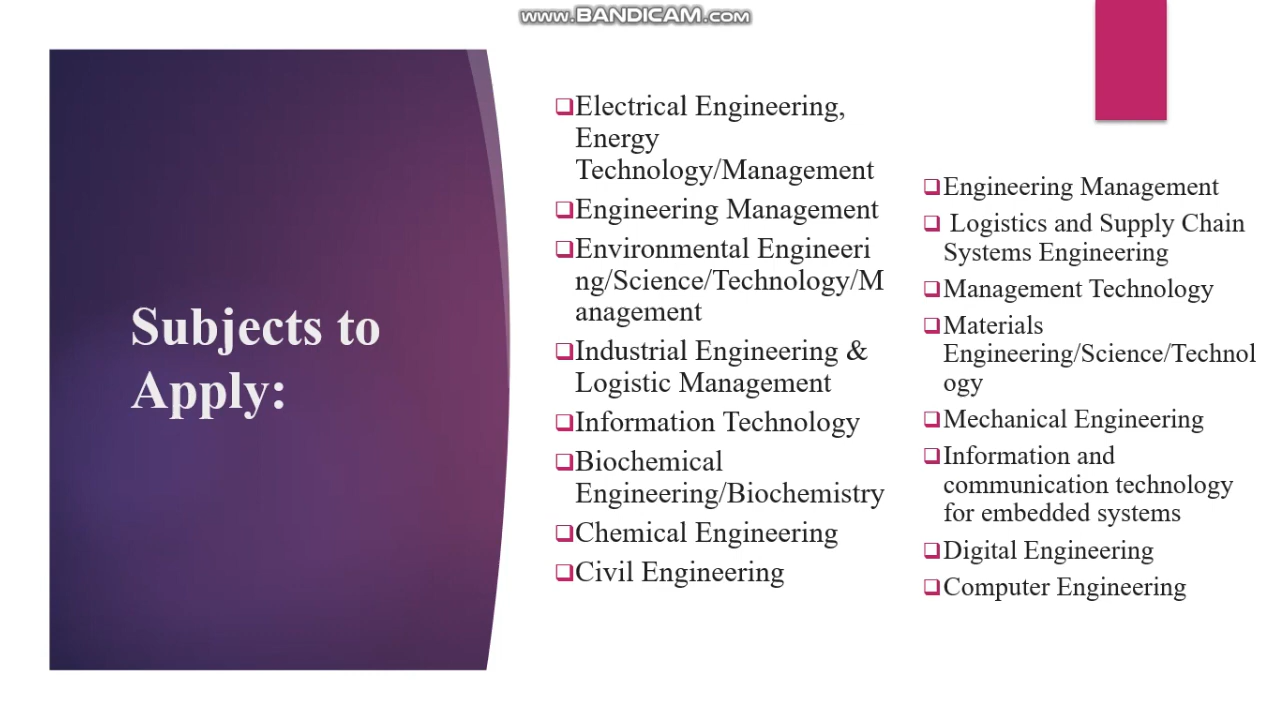 www.BANDICAM.com
Subjects to
Apply:
❑Electrical Engineering,
Energy
Technology/Management
❑Engineering Management
❑Environmental Engineeri
ng/Science/Technology/M
anagement
❑Industrial Engineering &
Logistic Management
❑Information Technology
❑Biochemical
Engineering/Biochemistry
❑Chemical Engineering
❑Civil Engineering
❑Engineering Management
❑ Logistics and Supply Chain
Systems Engineering
❑Management Technology
❑Materials
Engineering/Science/Technol
ogy
❑Mechanical Engineering
❑Information and
communication technology
for embedded systems
❑Digital Engineering
❑Computer Engineering